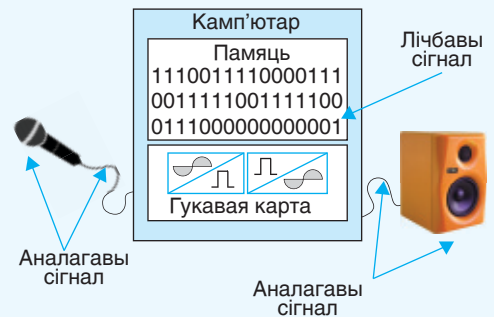 Камп’ютар
Памяць
1110011110000111
0011111001111100
0111000000000001
Гукавая карта
Лічбавы
сігнал
Аналагавы
сігнал
Аналагавы
сігнал